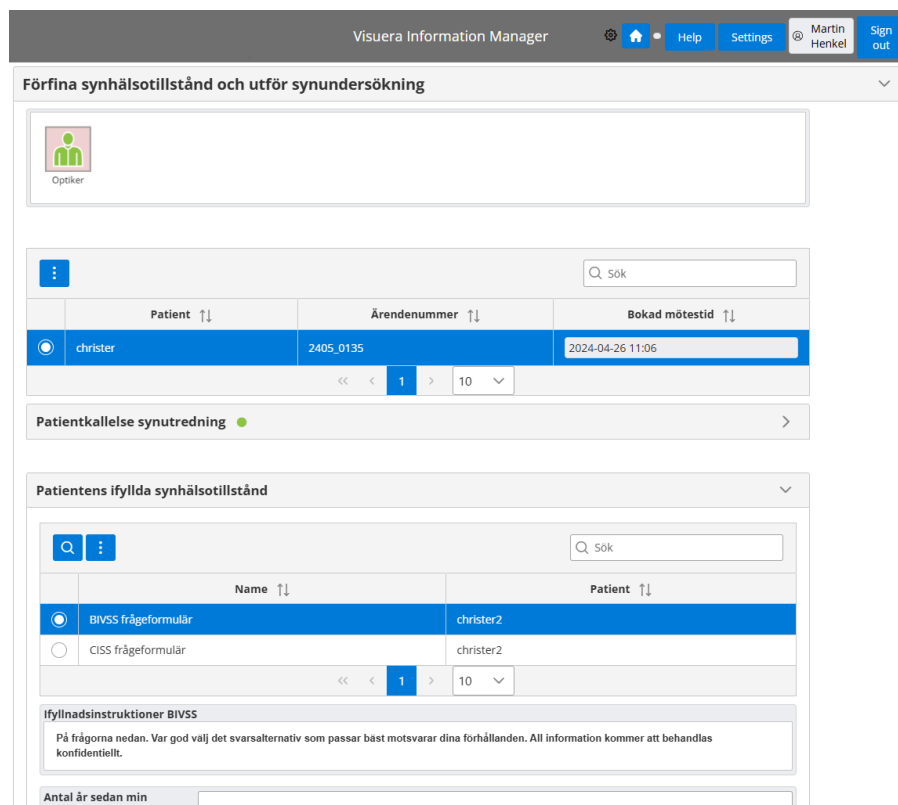 Visuera Information Manager
Help
Settings
Martin
Henkel
Sign
out
Förfina synhälsotillstånd och utför synundersökning
Optiker
Sök
Patient
Ärendenummer
Bokad mötestid
christer
2405_0135
2024-04-26 11:06
<< < 1 > 10
Patientkallelse synutredning
Patientens ifyllda synhälsotillstånd
Sök
Name
Patient
BIVSS frågeformulär
christer2
CISS frågeformulär
christer2
<< < 1 > 10
Ifyllnadsinstruktioner BIVSS
På frågorna nedan. Var god välj det svarsalternativ som passar bäst motsvarar dina förhållanden. All information kommer att behandlas
konfidentiellt.
Antal år sedan min